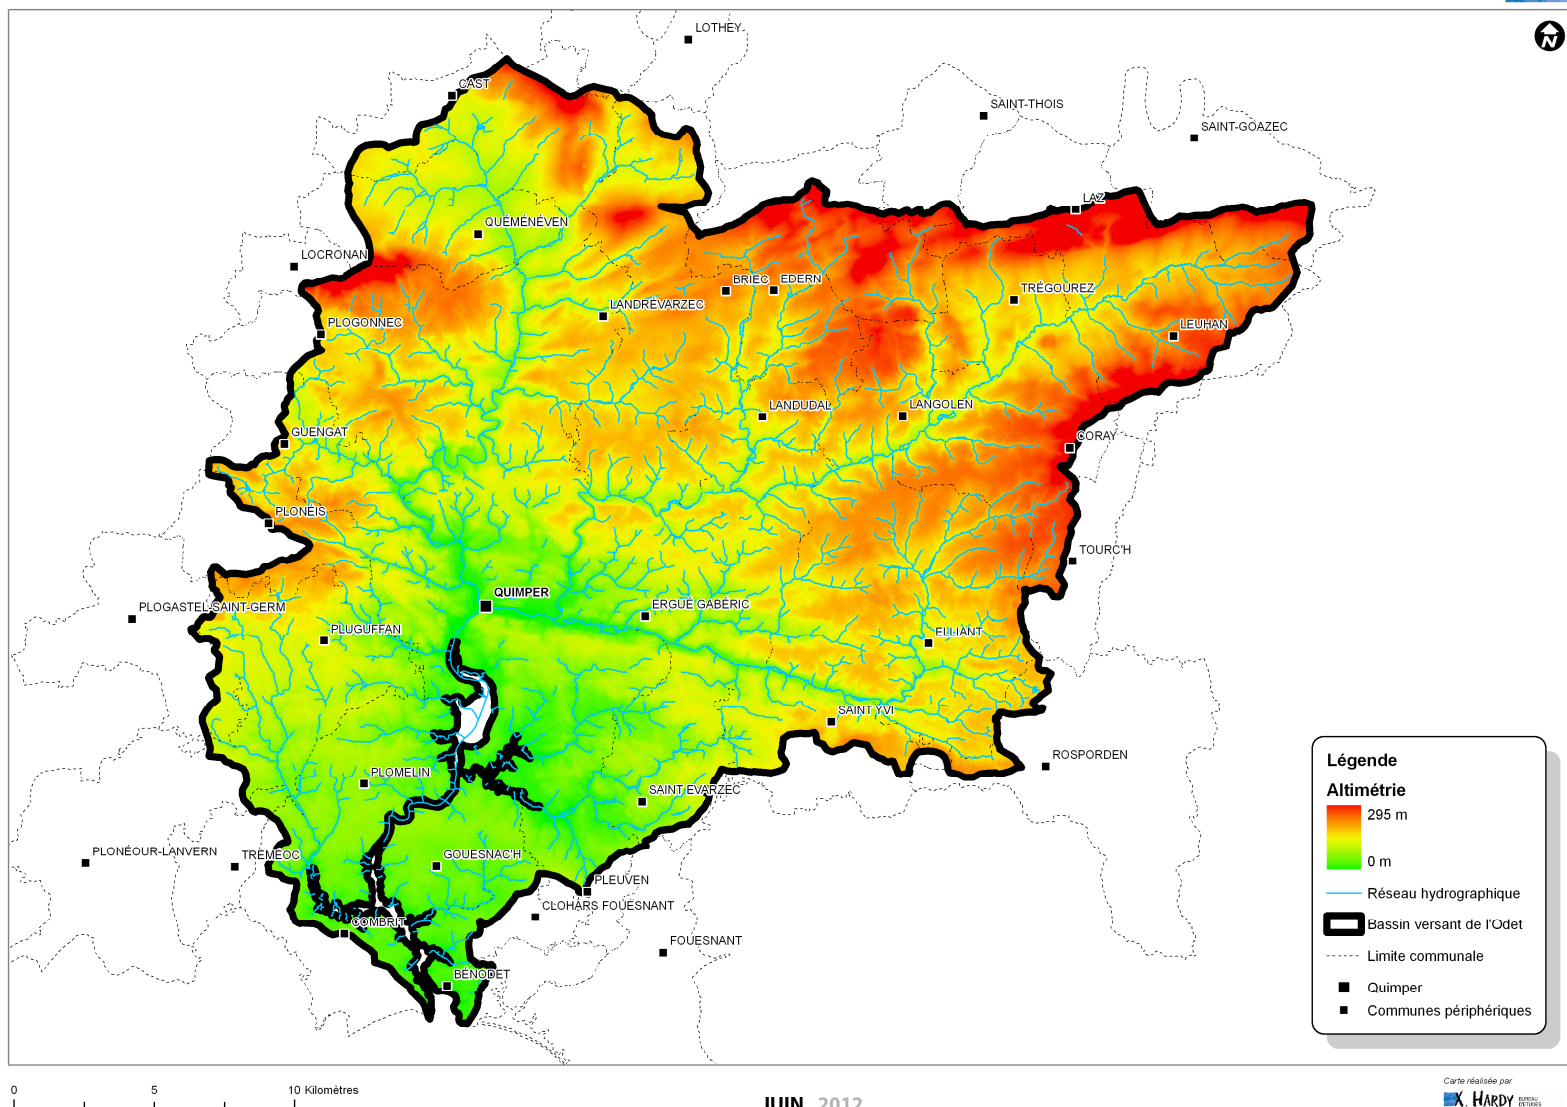 LOTHEY
CAST
SAINT-THOIS
SAINT-GOAZEC
LAZ
QUÉMÉNÉVEN
LOCRONAN
BRIEC
EDERN
TRÉGOUREZ
LANDRÉVARZEC
PLOGONNEC
LEUHAN
LANDUDAL
LANGOLEN
GUENGAT
CORAY
PLONÉIS
TOURC'H
QUIMPER
PLOGASTEL-SAINT-GERM
ERGUÉ GABÉRIC
PLUGUFFAN
ELLIANT
SAINT YVI
ROSPORDEN
PLOMELIN
SAINT EVARZEC
PLONÉOUR-LANVERN
TRÉMÉOC
GOUESNAC'H
PLEUVEN
CLOHARS FOUESNANT
COMBRIT
FOUESNANT
BÉNODET
N
Légende
Altimétrie
295 m
0 m
Réseau hydrographique
Bassin versant de l'Odet
Limite communale
Quimper
Communes périphériques
0 5 10 Kilomètres
JUIN 2012
Carte réalisée par
X. HARDY BUREAU D'ETUDES